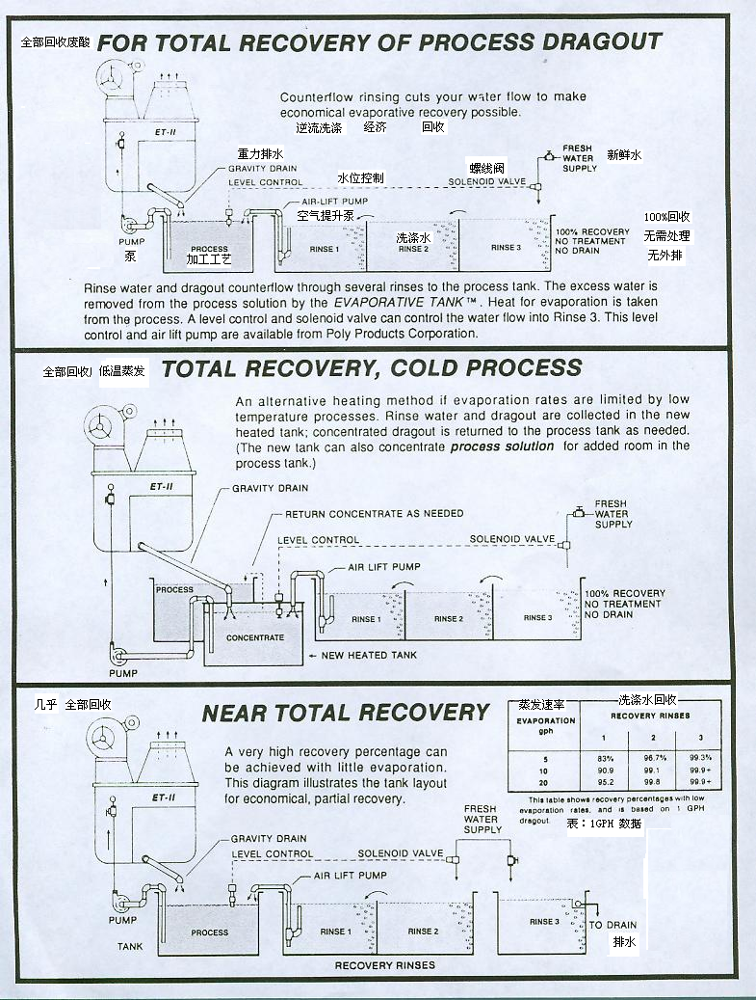 全部回收废酸 FOR TOTAL RECOVERY OF PROCESS DRAGOUT
Counterflow rinsing cuts your water flow to make
economical evaporative recovery possible.
逆流洗涤 经济 回收
ET-II
重力排水
GRAVITY DRAIN
LEVEL CONTROL
水位控制
螺线阀
SOLENOID VALVE
FRESH
WATER
SUPPLY
新鲜水
AIR-LIFT PUMP
空气提升泵
PUMP
泵
PROCESS
加工工艺
RINSE 1
洗涤水
RINSE 2
RINSE 3
100% RECOVERY
NO TREATMENT
NO DRAIN
100%回收
无需处理
无外排
Rinse water and dragout counterflow through several rinses to the process tank. The excess water is
removed from the process solution by the EVAPORATIVE TANK™. Heat for evaporation is taken
from the process. A level control and solenoid valve can control the water flow into Rinse 3. This level
control and air lift pump are available from Poly Products Corporation.
全部回收/ 低温蒸发 TOTAL RECOVERY, COLD PROCESS
An alternative heating method if evaporation rates are limited by low
temperature processes. Rinse water and dragout are collected in the new
heated tank; concentrated dragout is returned to the process tank as needed.
(The new tank can also concentrate process solution for added room in the
process tank.)
ET-II
GRAVITY DRAIN
RETURN CONCENTRATE AS NEEDED
LEVEL CONTROL
SOLENOID VALVE
FRESH
WATER
SUPPLY
AIR LIFT PUMP
PROCESS
CONCENTRATE
RINSE 1
RINSE 2
RINSE 3
100% RECOVERY
NO TREATMENT
NO DRAIN
NEW HEATED TANK
PUMP
几乎 全部回收
NEAR TOTAL RECOVERY
A very high recovery percentage can
be achieved with little evaporation.
This diagram illustrates the tank layout
for economical, partial recovery.
蒸发速率 洗涤水回收
EVAPORATION gph RECOVERY RINSES
1 2 3
5 83% 96.7% 99.3%
10 90.9 99.1 99.9+
20 95.2 99.8 99.9+
This table shows recovery percentages with low
evaporation rates, and is based on 1 GPH
dragout. 表：1GPH 数据
ET-II
GRAVITY DRAIN
LEVEL CONTROL
SOLENOID VALVE
FRESH
WATER
SUPPLY
AIR LIFT PUMP
PUMP
TANK
PROCESS
RINSE 1
RINSE 2
RINSE 3
TO DRAIN
排水
RECOVERY RINSES